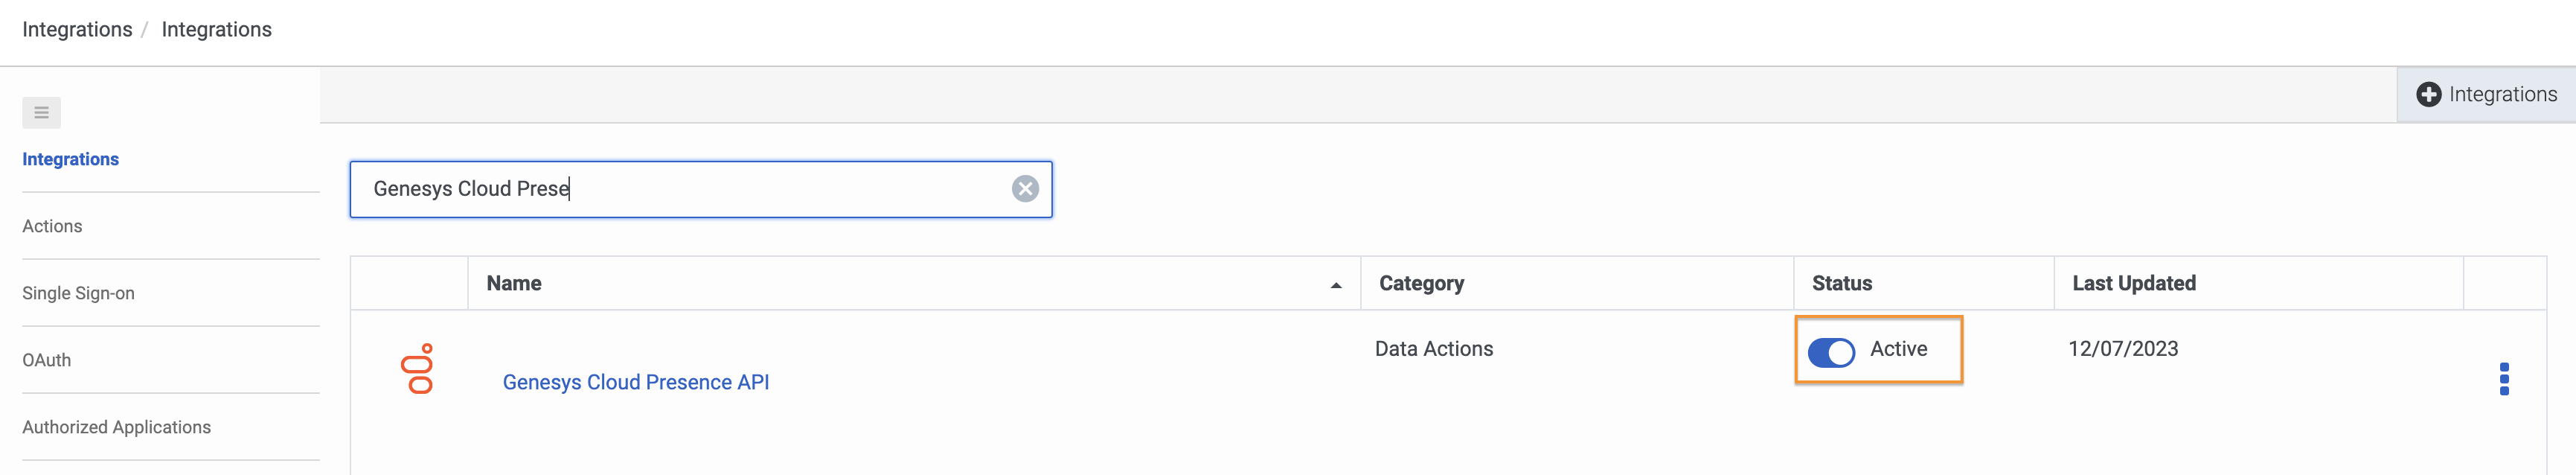 Integrations / Integrations
Integrations
Integrations
Actions
Single Sign-on
OAuth
Authorized Applications
Genesys Cloud Prese
Name Category Status Last Updated
Genesys Cloud Presence API Data Actions Active 12/07/2023